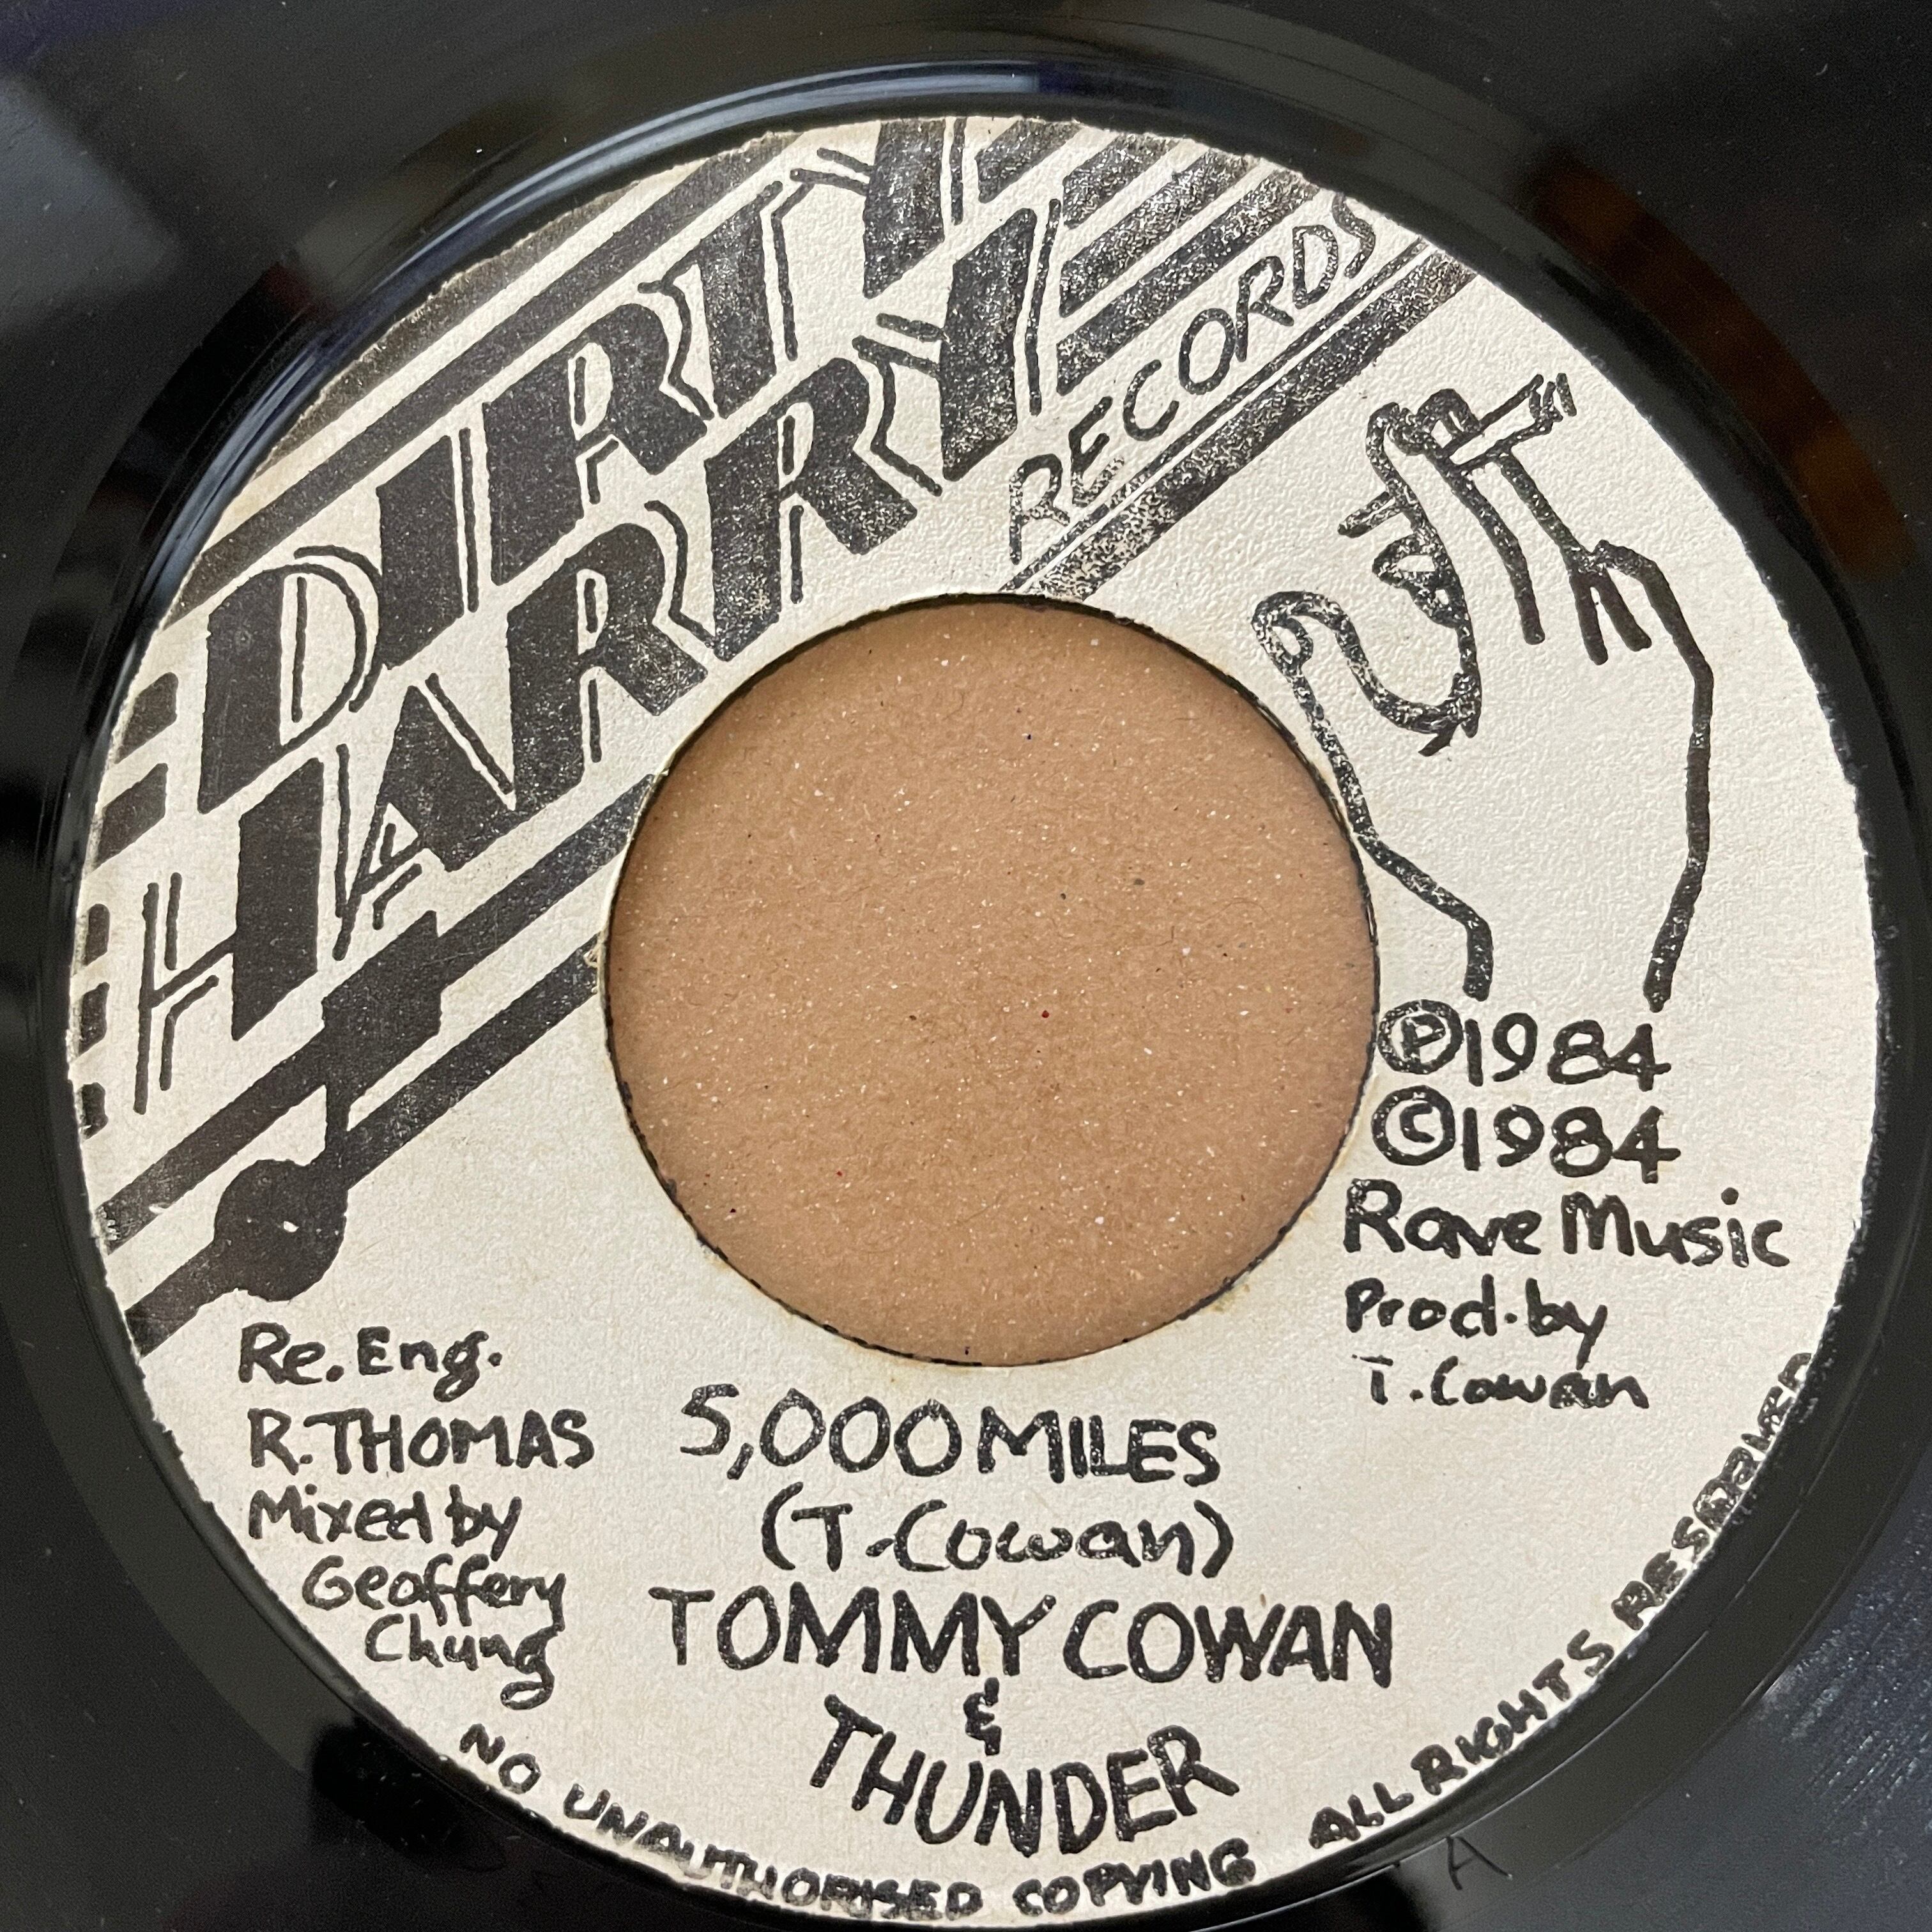 DIRTY
HARRY
RECORDS
Ⓟ1984
©1984
Rave Music
Prod. by
T. Cowan
Re. Eng.
R. THOMAS
Mixed by
Geoffery
Chung
5,000 MILES
(T. Cowan)
TOMMY COWAN
&
THUNDER
NO UNAUTHORISED COPYING ALL RIGHTS RESERVED
A